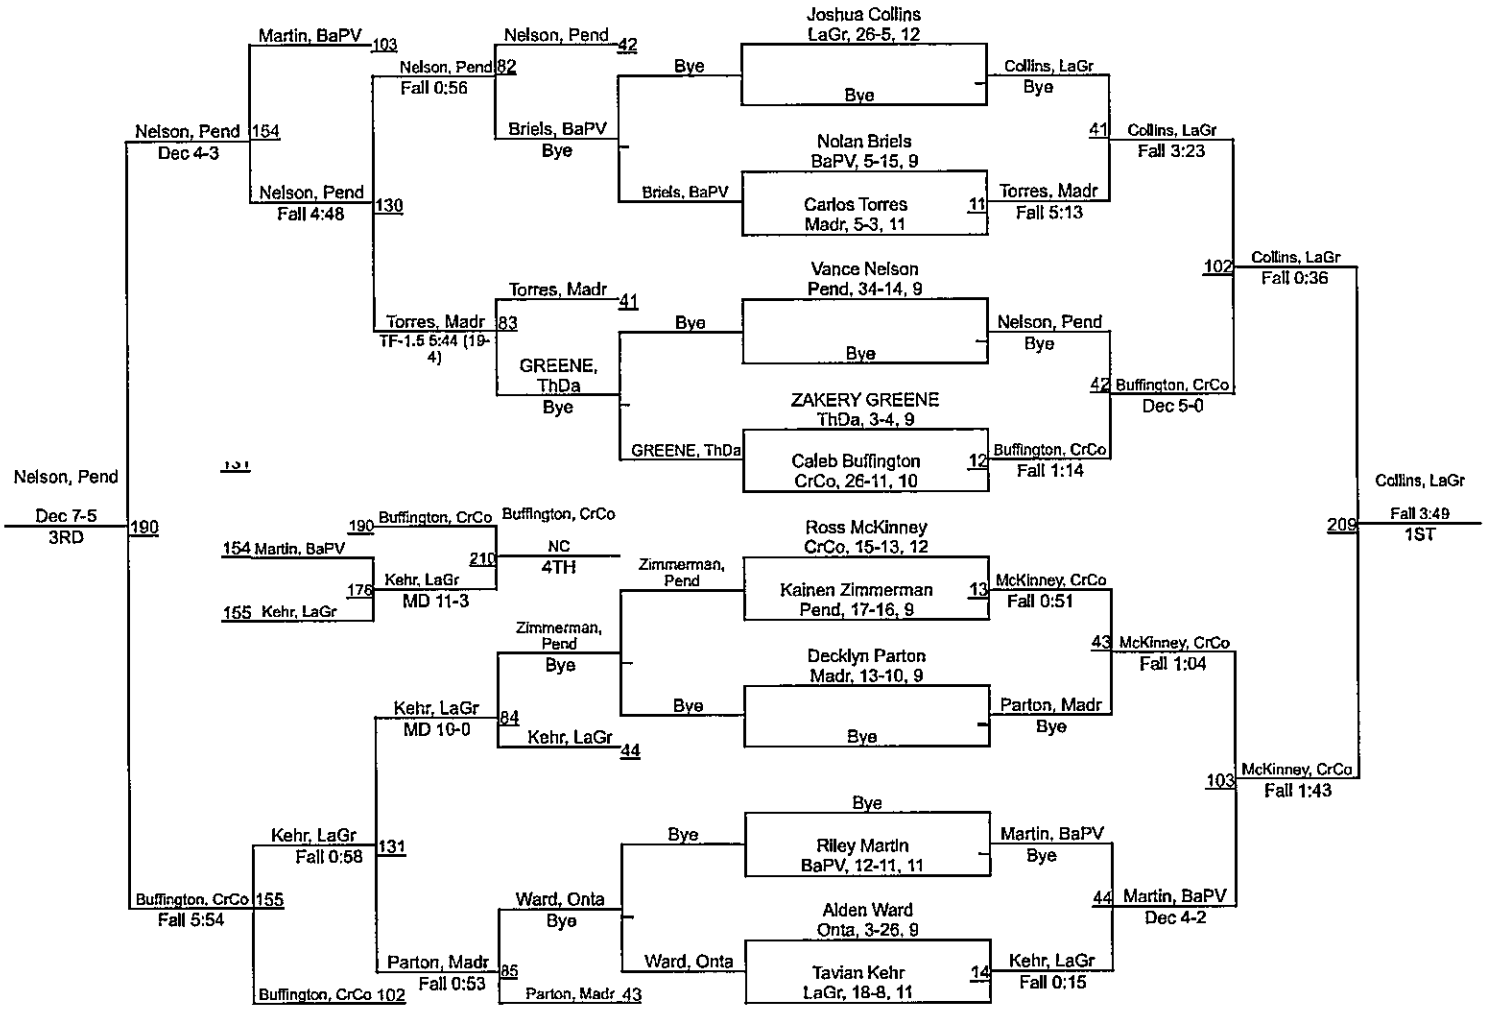 Joshua Collins
LaGr, 26-5, 12
Bye
Nolan Briels
BaPV, 5-15, 9
Carlos Torres
Madr, 5-3, 11
11
Vance Nelson
Pend, 34-14, 9
Bye
ZAKERY GREENE
ThDa, 3-4, 9
Caleb Buffington
CrCo, 26-11, 10
12
Ross McKinney
CrCo, 15-13, 12
Kainen Zimmerman
Pend, 17-16, 9
13
Decklyn Parton
Madr, 13-10, 9
Bye
Bye
Riley Martin
BaPV, 12-11, 11
Alden Ward
Onta, 3-26, 9
Tavian Kehr
LaGr, 18-8, 11
14
Collins, LaGr
Bye
41
Torres, Madr
Fall 5:13
Nelson, Pend
Bye
42
Buffington, CrCo
Fall 1:14
McKinney, CrCo
Fall 0:51
43
Parton, Madr
Bye
Martin, BaPV
Bye
44
Kehr, LaGr
Fall 0:15
Collins, LaGr
Fall 3:23
102
Buffington, CrCo
Dec 5-0
McKinney, CrCo
Fall 1:04
103
Martin, BaPV
Dec 4-2
Collins, LaGr
Fall 0:36
209
McKinney, CrCo
Fall 1:43
Collins, LaGr
Fall 3:49
1ST
Bye
Briels, BaPV
Bye
GREENE, ThDa
Zimmerman,
Pend
Bye
Bye
Ward, Onta
Nelson, Pend 42
Briels, BaPV
Bye
Torres, Madr 41
GREENE,
ThDa
Bye
Zimmerman,
Pend
Bye
Kehr, LaGr 44
Ward, Onta
Bye
Parton, Madr 43
Nelson, Pend 82
Fall 0:56
Torres, Madr 83
TF-1.5 5:44 (19-
4)
Kehr, LaGr 84
MD 10-0
Parton, Madr 85
Fall 0:53
Martin, BaPV 103
Nelson, Pend
Fall 4:48
130
Kehr, LaGr
Fall 0:58
131
Buffington, CrCo 102
Nelson, Pend 154
Dec 4-3
Buffington, CrCo 155
Fall 5:54
Nelson, Pend
Dec 7-5
3RD
190
131
190 Buffington, CrCo
Buffington, CrCo
NC
4TH
210
154 Martin, BaPV
176
Kehr, LaGr
MD 11-3
155 Kehr, LaGr